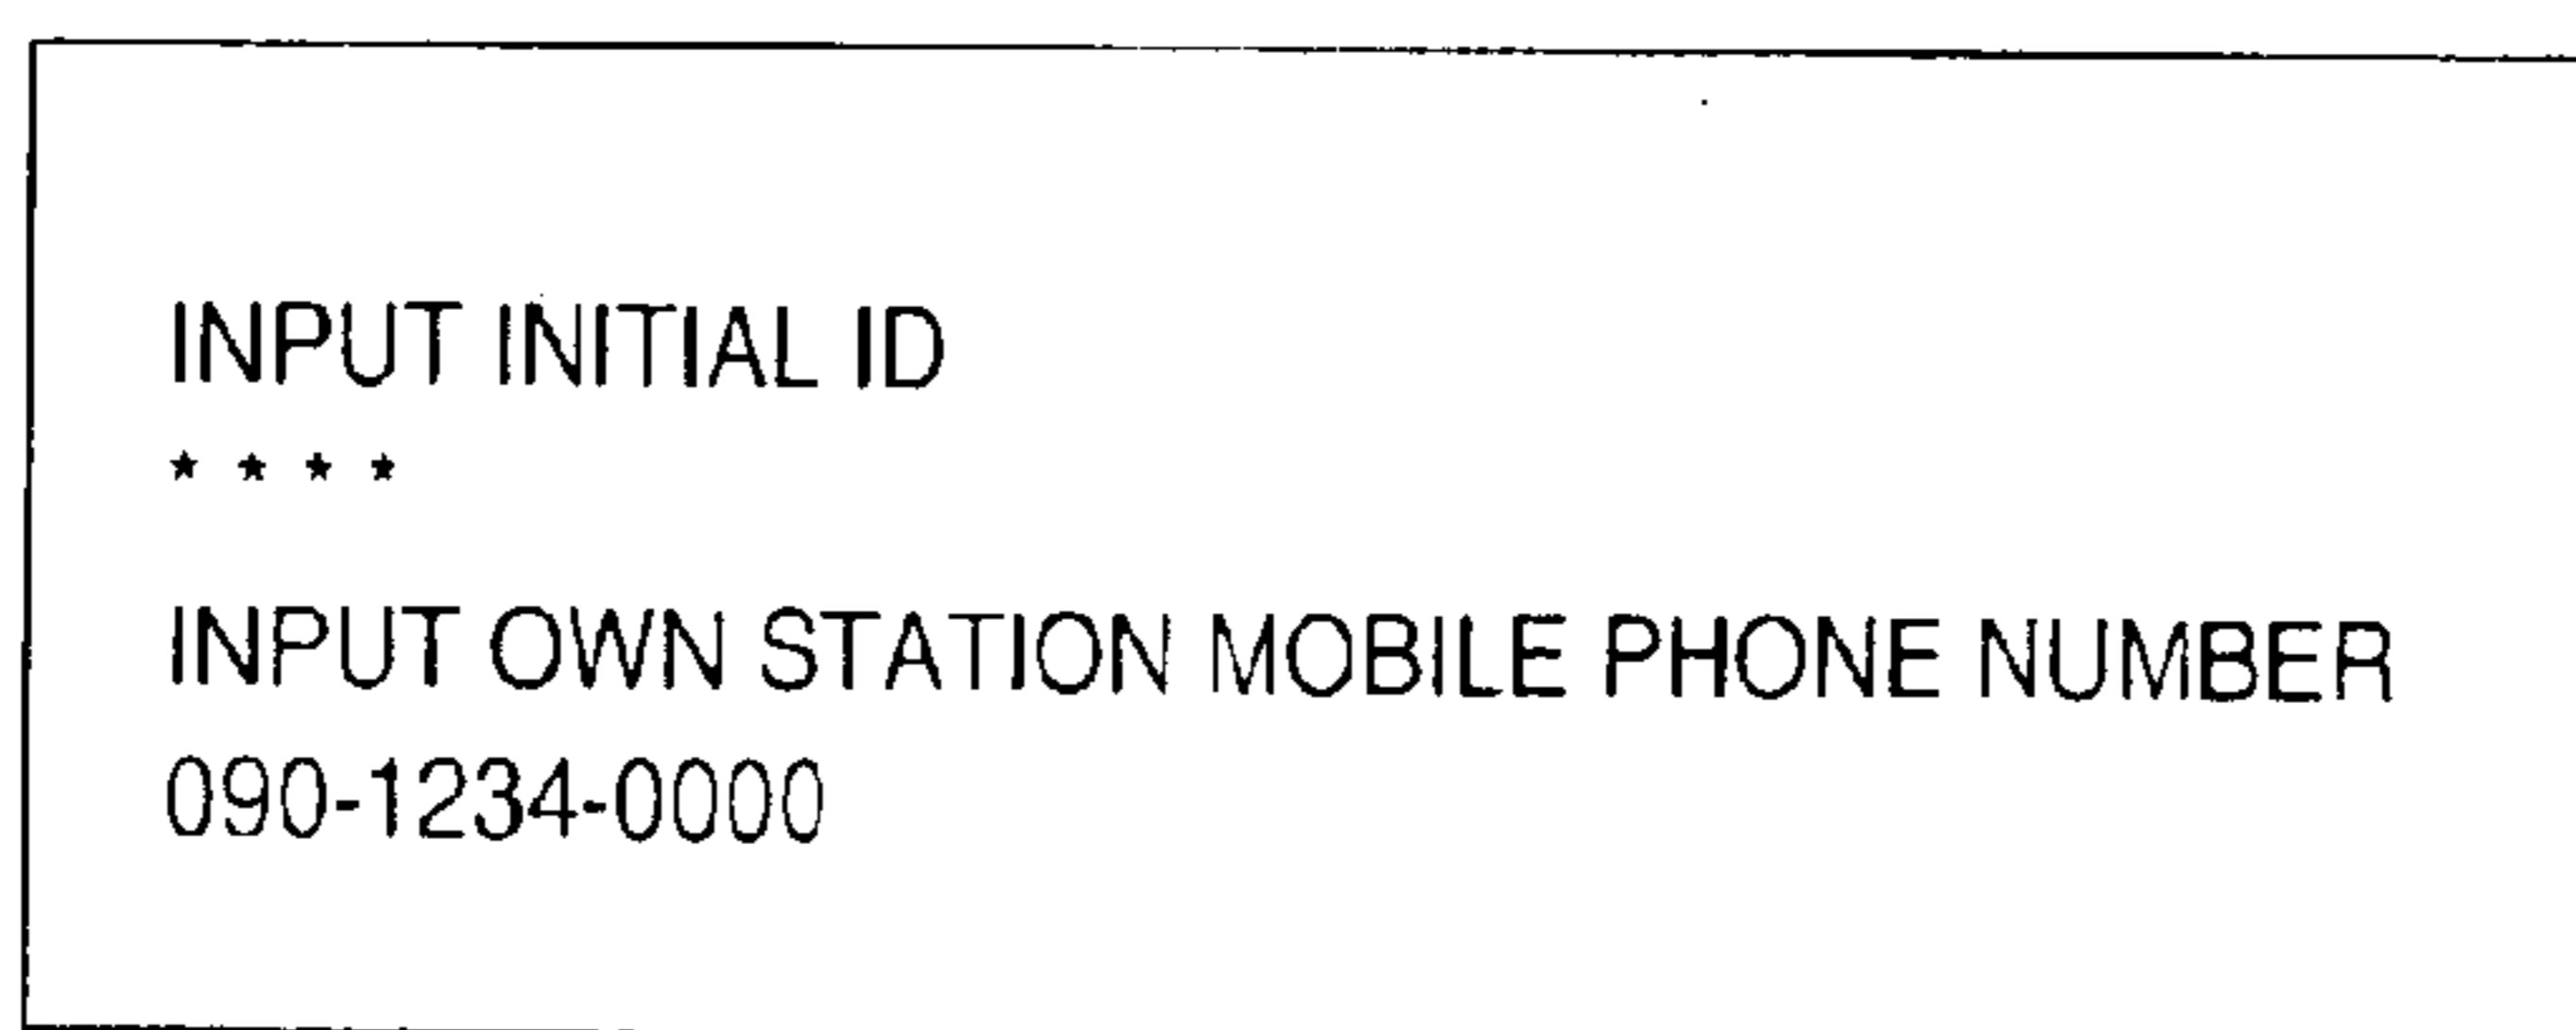 INPUT INITIAL ID
* * * *
INPUT OWN STATION MOBILE PHONE NUMBER
090-1234-0000